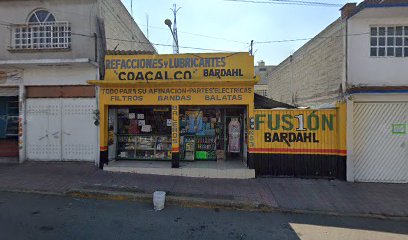 REFACCIONES Y LUBRICANTES
"COACALCO" BARDAHL
TODO PARA SU AFINACION-PARTES ELECTRICAS
FILTROS BANDAS BALATAS
FUSION
BARDAHL